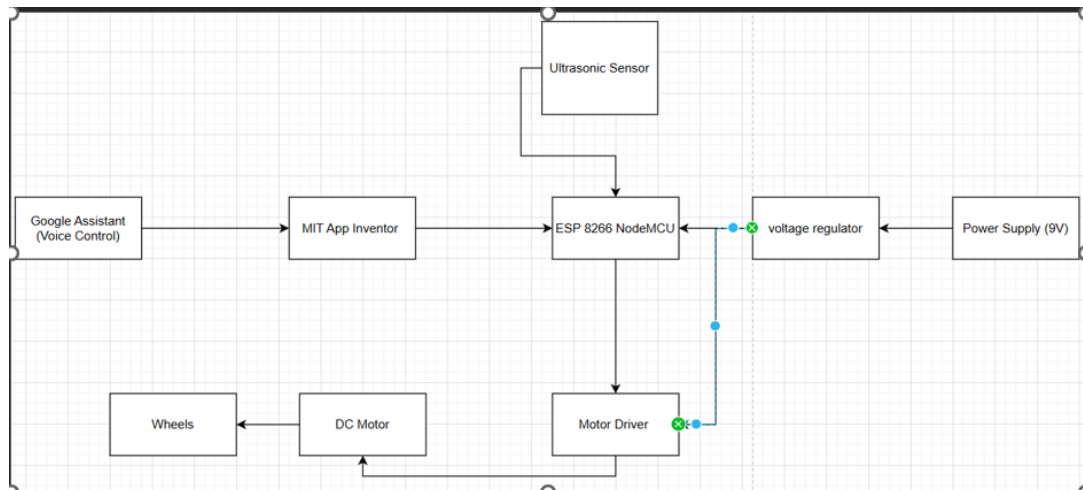 Ultrasonic Sensor
Google Assistant
(Voice Control)
MIT App Inventor
ESP 8266 NodeMCU
voltage regulator
Power Supply (9V)
Wheels
DC Motor
Motor Driver